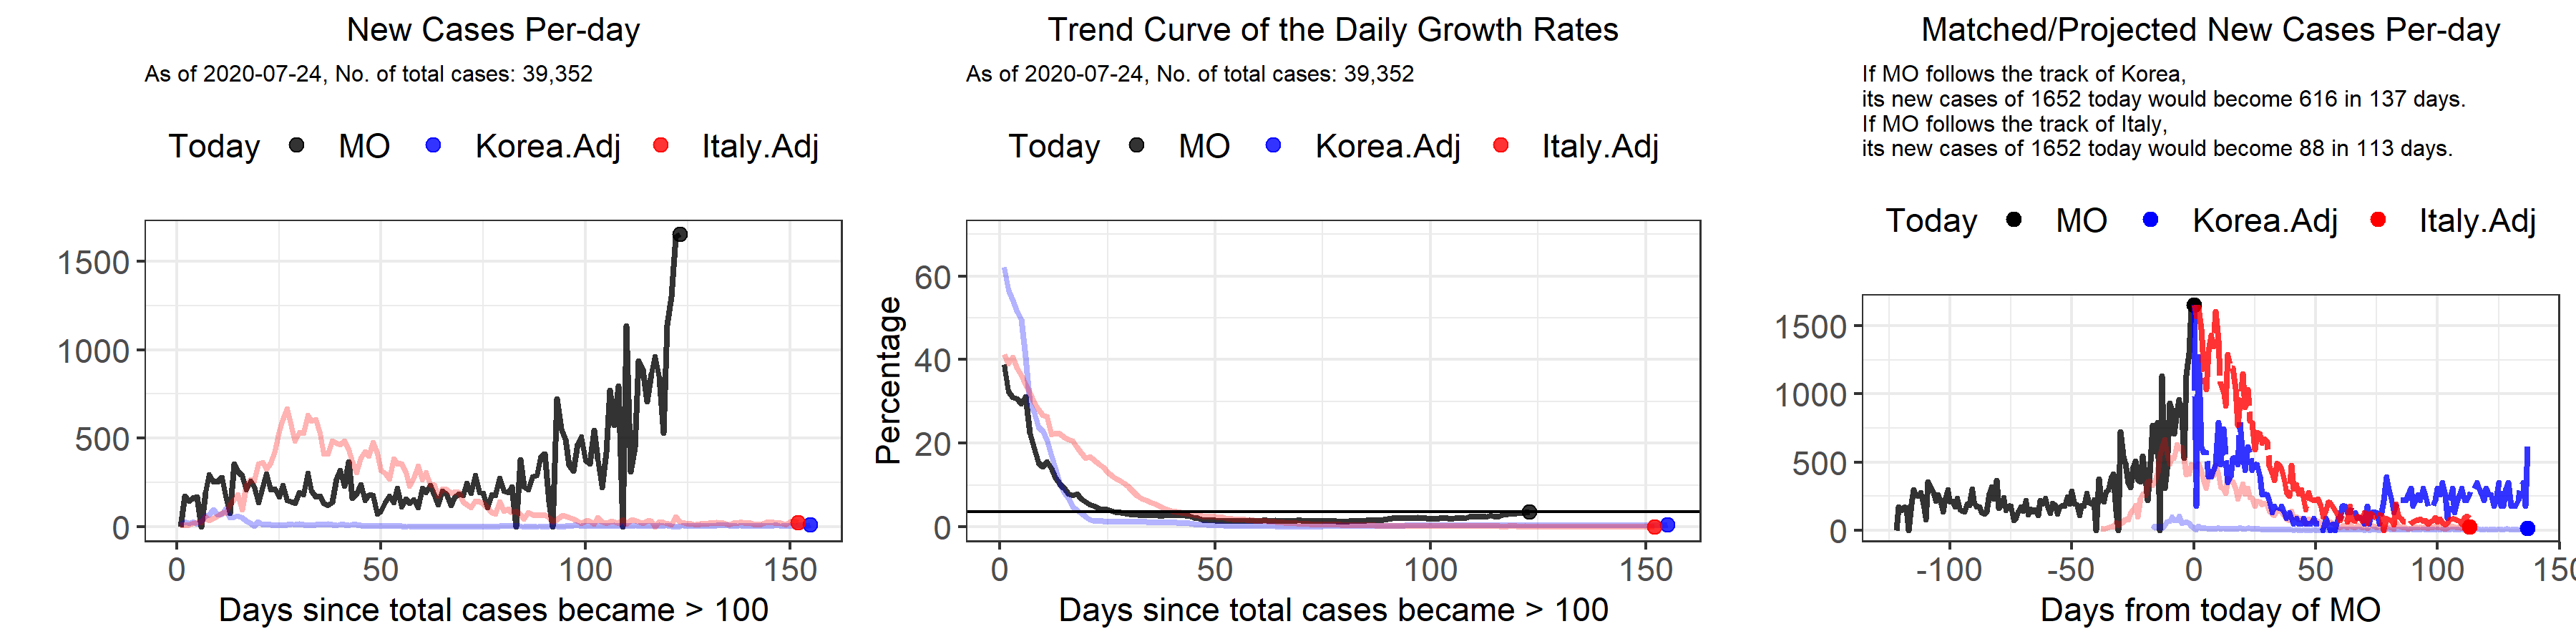 New Cases Per-day
As of 2020-07-24, No. of total cases: 39,352
Today MO Korea.Adj Italy.Adj
1500
1000
500
0
0 50 100 150
Days since total cases became > 100
Trend Curve of the Daily Growth Rates
As of 2020-07-24, No. of total cases: 39,352
Today MO Korea.Adj Italy.Adj
Percentage
60
40
20
0
0 50 100 150
Days since total cases became > 100
Matched/Projected New Cases Per-day
If MO follows the track of Korea,
its new cases of 1652 today would become 616 in 137 days.
If MO follows the track of Italy,
its new cases of 1652 today would become 88 in 113 days.
Today MO Korea.Adj Italy.Adj
1500
1000
500
0
-100 -50 0 50 100 150
Days from today of MO